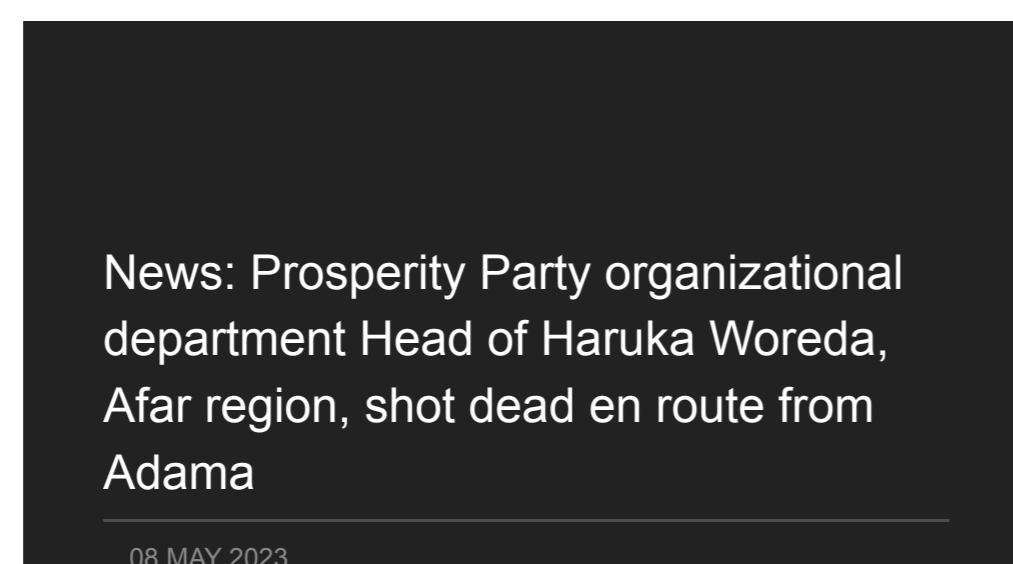 News: Prosperity Party organizational
department Head of Haruka Woreda,
Afar region, shot dead en route from
Adama
08 MAY 2023